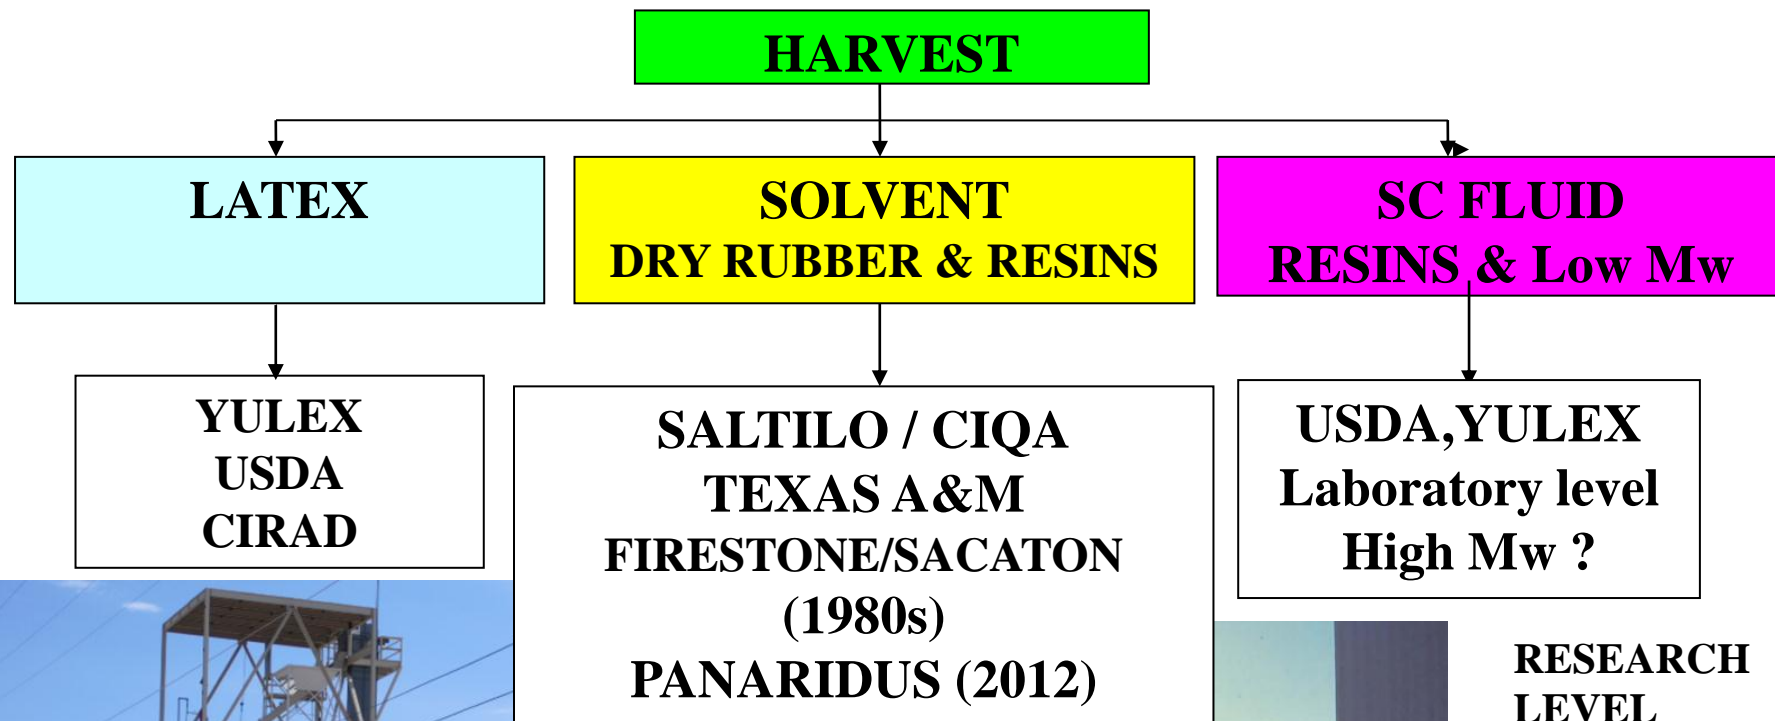 HARVEST
LATEX
SOLVENT
DRY RUBBER & RESINS
SC FLUID
RESINS & Low Mw
YULEX
USDA
CIRAD
SALTILO / CIQA
TEXAS A&M
FIRESTONE/SACATON
(1980s)
PANARIDUS (2012)
USDA,YULEX
Laboratory level
High Mw ?
RESEARCH
LEVEL